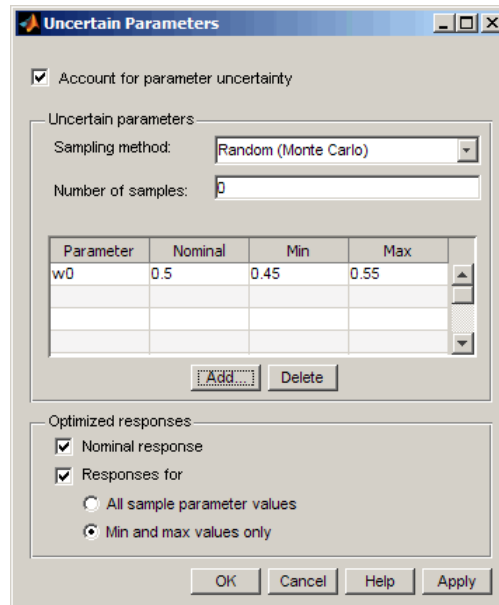 Uncertain Parameters
Account for parameter uncertainty
Uncertain parameters
Sampling method: Random (Monte Carlo)
Number of samples: 0
Parameter Nominal Min Max
w0 0.5 0.45 0.55
Add... Delete
Optimized responses
Nominal response
Responses for
All sample parameter values
Min and max values only
OK Cancel Help Apply